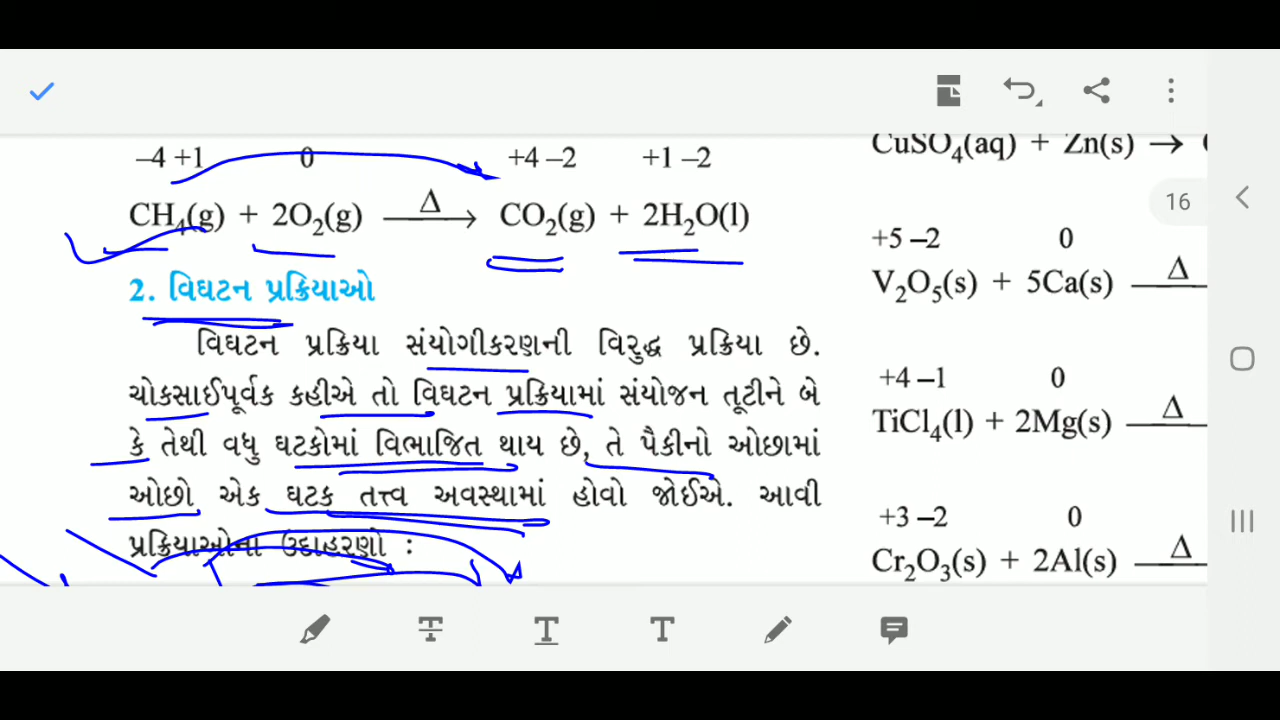 –4 +1 0 +4 –2 +1 –2
CH₄(g) + 2O₂(g) —Δ→ CO₂(g) + 2H₂O(l)
2. વિઘટન પ્રક્રિયાઓ
વિઘટન પ્રક્રિયા સંયોગીકરણની વિરુદ્ધ પ્રક્રિયા છે.
ચોકસાઈપૂર્વક કહીએ તો વિઘટન પ્રક્રિયામાં સંયોજન તૂટીને બે
કે તેથી વધુ ઘટકોમાં વિભાજિત થાય છે, તે પૈકીનો ઓછામાં
ઓછો એક ઘટક તત્ત્વ અવસ્થામાં હોવો જોઈએ. આવી
પ્રક્રિયાઓના ઉદાહરણો :
CuSO₄(aq) + Zn(s) →
16
+5 –2 0
V₂O₅(s) + 5Ca(s) —Δ
+4 –1 0
TiCl₄(l) + 2Mg(s) —Δ
+3 –2 0
Cr₂O₃(s) + 2Al(s) —Δ